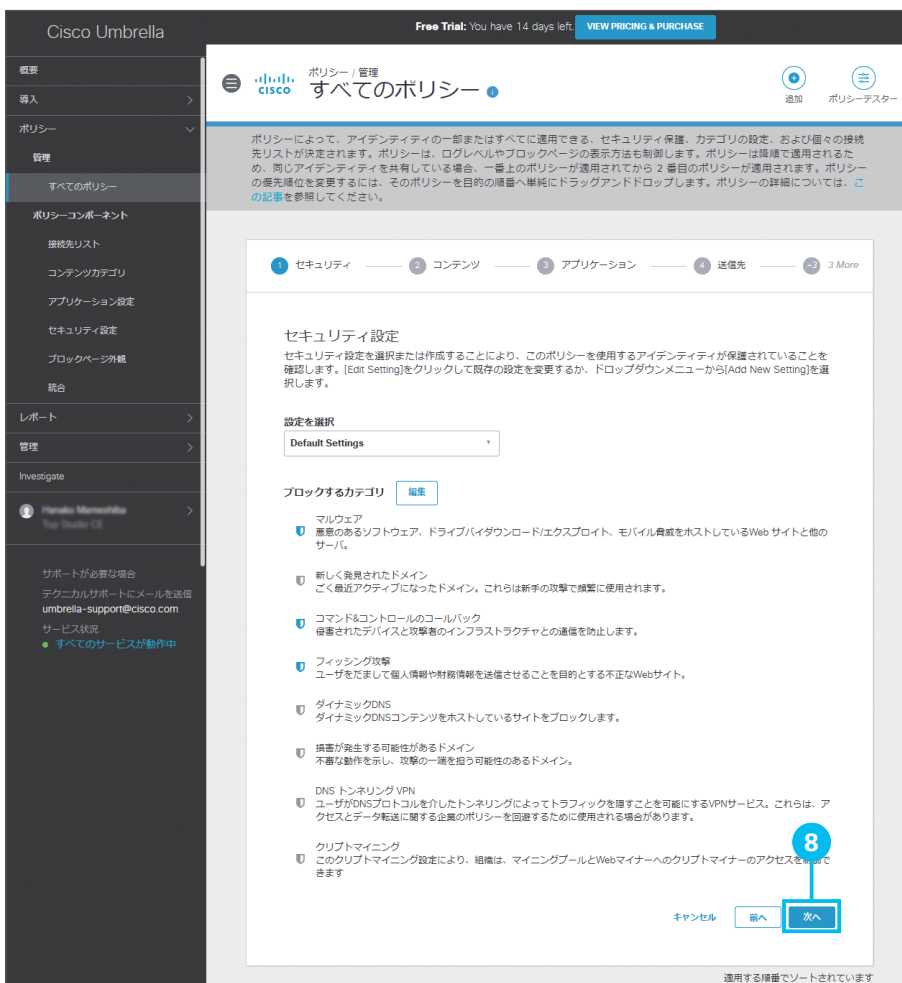 Cisco Umbrella
Free Trial: You have 14 days left. VIEW PRICING & PURCHASE
概要
導入
ポリシー
管理
すべてのポリシー
ポリシーコンポーネント
接続先リスト
コンテンツカテゴリ
アプリケーション設定
セキュリティ設定
ブロックページ外観
統合
レポート
管理
Investigate
サポートが必要な場合
テクニカルサポートにメールを送信
umbrella-support@cisco.com
サービス状況
すべてのサービスが動作中
cisco
ポリシー / 管理
すべてのポリシー
追加
ポリシーテスター
ポリシーによって、アイデンティティの一部またはすべてに適用できる、セキュリティ保護、カテゴリの設定、および個々の接続
先リストが決定されます。ポリシーは、ログレベルやブロックページの表示方法も制御します。ポリシーは降順で適用されるた
め、同じアイデンティティを共有している場合、一番上のポリシーが適用されてから 2 番目のポリシーが適用されます。ポリシー
の優先順位を変更するには、そのポリシーを目的の順番へ単純にドラッグアンドドロップします。ポリシーの詳細については、こ
の記事を参照してください。
1 セキュリティ 2 コンテンツ 3 アプリケーション 4 送信先 +3 3 More
セキュリティ設定
セキュリティ設定を選択または作成することにより、このポリシーを使用するアイデンティティが保護されていることを
確認します。[Edit Setting]をクリックして既存の設定を変更するか、ドロップダウンメニューから[Add New Setting]を選
択します。
設定を選択
Default Settings
ブロックするカテゴリ 編集
マルウェア
悪意のあるソフトウェア、ドライブバイダウンロード/エクスプロイト、モバイル脅威をホストしているWeb サイトと他の
サーバ。
新しく発見されたドメイン
ごく最近アクティブになったドメイン。これらは新手の攻撃で頻繁に使用されます。
コマンド&コントロールのコールバック
侵害されたデバイスと攻撃者のインフラストラクチャとの通信を防止します。
フィッシング攻撃
ユーザをだまして個人情報や財務情報を送信させることを目的とする不正なWebサイト。
ダイナミックDNS
ダイナミックDNSコンテンツをホストしているサイトをブロックします。
損害が発生する可能性があるドメイン
不審な動作を示し、攻撃の一端を担う可能性のあるドメイン。
DNS トンネリング VPN
ユーザがDNSプロトコルを介したトンネリングによってトラフィックを隠すことを可能にするVPNサービス。これらは、ア
クセスとデータ転送に関する企業のポリシーを回避するために使用される場合があります。
クリプトマイニング
このクリプトマイニング設定により、組織は、マイニングプールとWebマイナーへのクリプトマイナーのアクセスを制御で
きます
8
キャンセル 前へ 次へ
適用する順番でソートされています